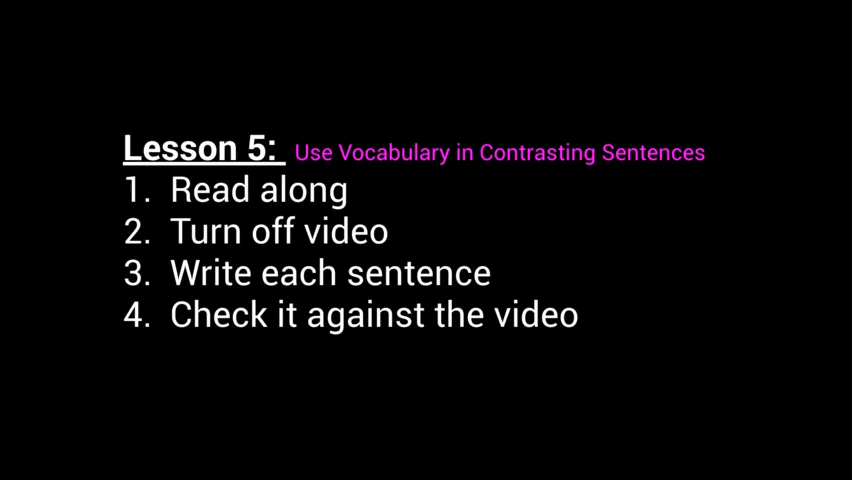 Lesson 5: Use Vocabulary in Contrasting Sentences
1. Read along
2. Turn off video
3. Write each sentence
4. Check it against the video